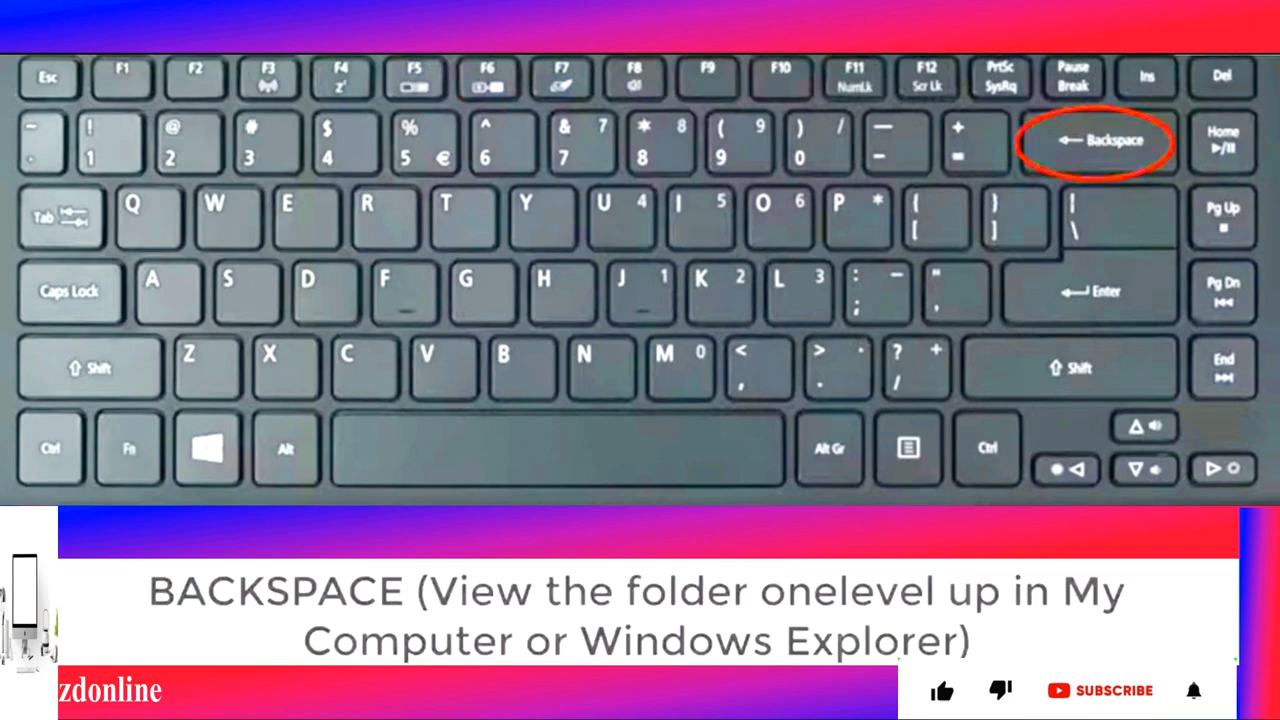 Esc F1 F2 F3 F4 F5 F6 F7 F8 F9 F10 F11 F12 PrtSc Pause Ins Del
zᶻ NumLk Scr Lk SysRq Break
~ ! @ # $ % ^ & 7 * 8 ( 9 ) / — + ← Backspace Home
1 2 3 4 5 € 6 7 8 9 0 - = ▷/II
Tab Q W E R T Y U 4 I 5 O 6 P * { } | Pg Up
[ ] \ ■
Caps Lock A S D F G H J 1 K 2 L 3 : - " Enter Pg Dn
; '
Shift Z X C V B N M 0 < > . ? + Shift End
, . /
Ctrl Fn Alt Alt Gr Ctrl
BACKSPACE (View the folder onelevel up in My
Computer or Windows Explorer)
zdonline
SUBSCRIBE